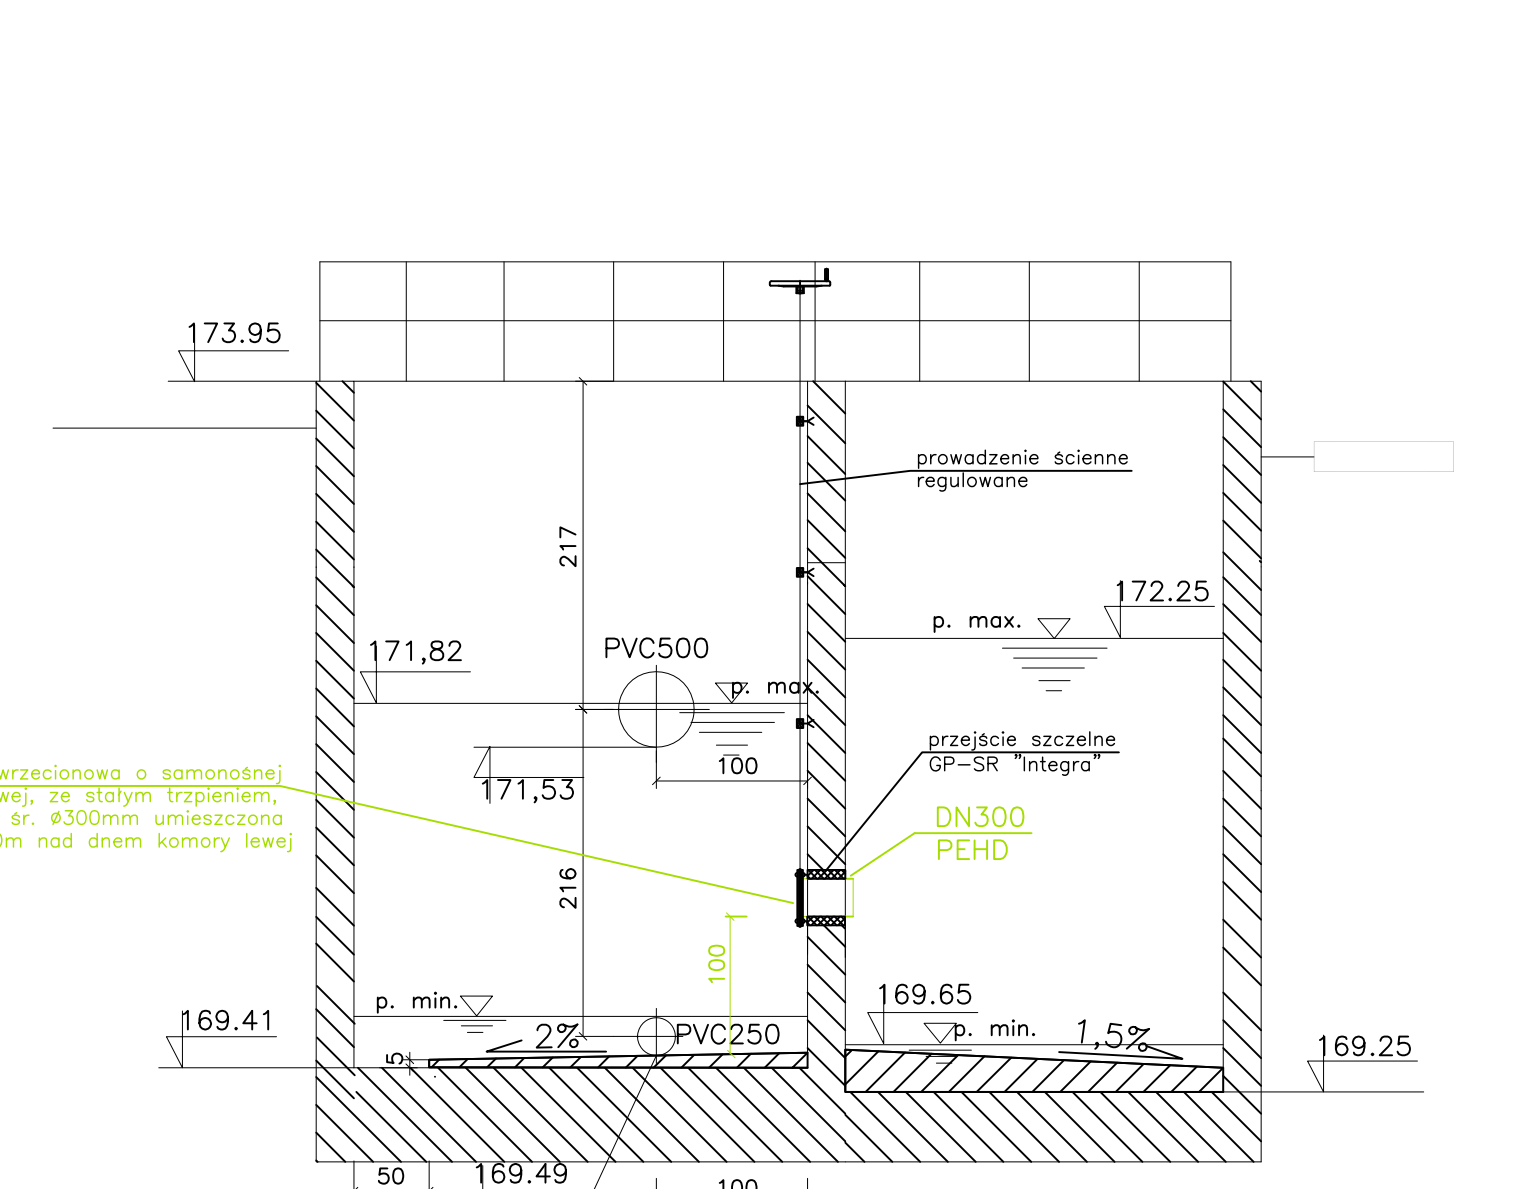 173.95
prowadzenie ścienne
regulowane
217
172.25
p. max.
171,82
PVC500
p. max.
przejście szczelne
GP-SR "Integra"
100
171,53
wrzecionowa o samonośnej
wej, ze stałym trzpieniem,
śr. Ø300mm umieszczona
0m nad dnem komory lewej
DN300
PEHD
216
100
p. min.
169.65
169.41
2%
PVC250
p. min.
1,5%
169.25
5
50
169.49
100